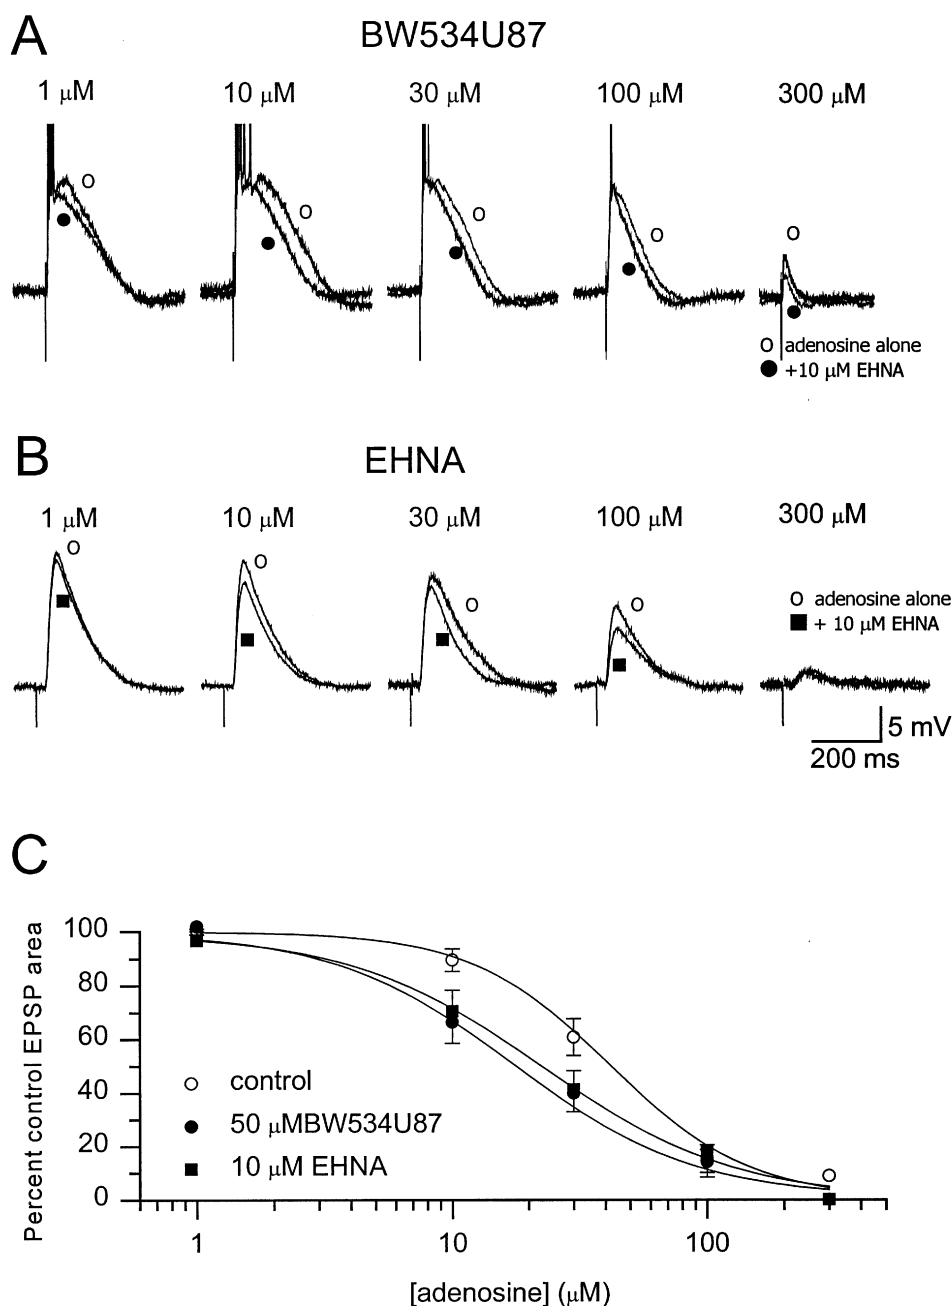 A
BW534U87
1 μM 10 μM 30 μM 100 μM 300 μM
adenosine alone
+10 μM EHNA
B
EHNA
1 μM 10 μM 30 μM 100 μM 300 μM
adenosine alone
+ 10 μM EHNA
5 mV
200 ms
C
Percent control EPSP area
100
80
60
40
20
0
control
50 μMBW534U87
10 μM EHNA
1 10 100
[adenosine] (μM)